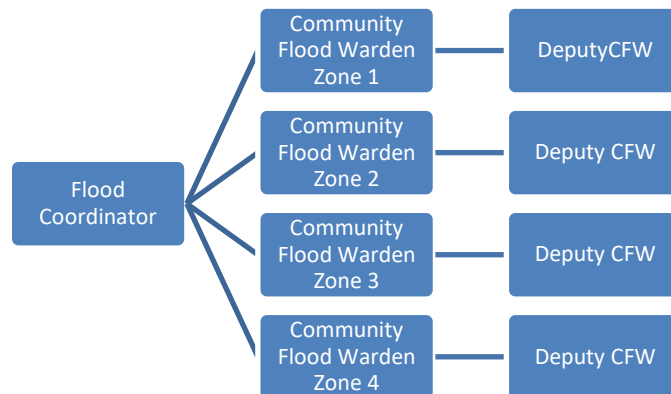 Community
Flood Warden
Zone 1
DeputyCFW
Community
Flood Warden
Zone 2
Deputy CFW
Flood
Coordinator
Community
Flood Warden
Zone 3
Deputy CFW
Community
Flood Warden
Zone 4
Deputy CFW